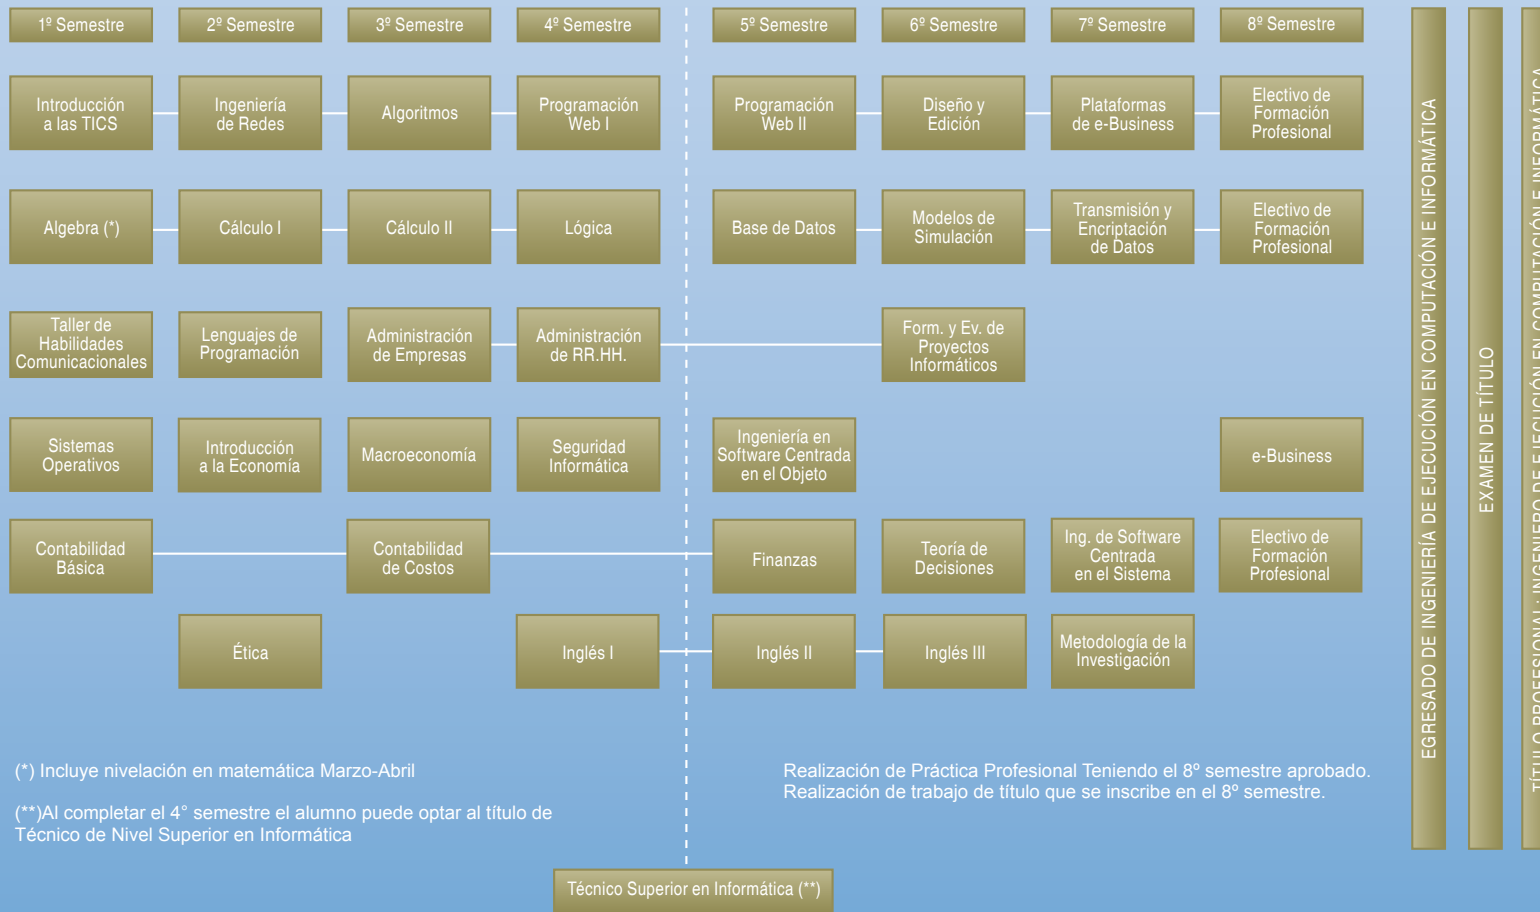 1º Semestre
2º Semestre
3º Semestre
4º Semestre
5º Semestre
6º Semestre
7º Semestre
8º Semestre
Introducción
a las TICS
Ingeniería
de Redes
Algoritmos
Programación
Web I
Programación
Web II
Diseño y
Edición
Plataformas
de e-Business
Electivo de
Formación
Profesional
Algebra (*)
Cálculo I
Cálculo II
Lógica
Base de Datos
Modelos de
Simulación
Transmisión y
Encriptación
de Datos
Electivo de
Formación
Profesional
Taller de
Habilidades
Comunicacionales
Lenguajes de
Programación
Administración
de Empresas
Administración
de RR.HH.
Form. y Ev. de
Proyectos
Informáticos
Sistemas
Operativos
Introducción
a la Economía
Macroeconomía
Seguridad
Informática
Ingeniería en
Software Centrada
en el Objeto
e-Business
Contabilidad
Básica
Contabilidad
de Costos
Finanzas
Teoría de
Decisiones
Ing. de Software
Centrada
en el Sistema
Electivo de
Formación
Profesional
Ética
Inglés I
Inglés II
Inglés III
Metodología de la
Investigación
(*) Incluye nivelación en matemática Marzo-Abril
(**)Al completar el 4° semestre el alumno puede optar al título de
Técnico de Nivel Superior en Informática
Realización de Práctica Profesional Teniendo el 8º semestre aprobado.
Realización de trabajo de título que se inscribe en el 8º semestre.
Técnico Superior en Informática (**)
EGRESADO DE INGENIERÍA DE EJECUCIÓN EN COMPUTACIÓN E INFORMÁTICA
EXAMEN DE TÍTULO
TÍTULO PROFESIONAL: INGENIERO DE EJECUCIÓN EN COMPUTACIÓN E INFORMÁTICA